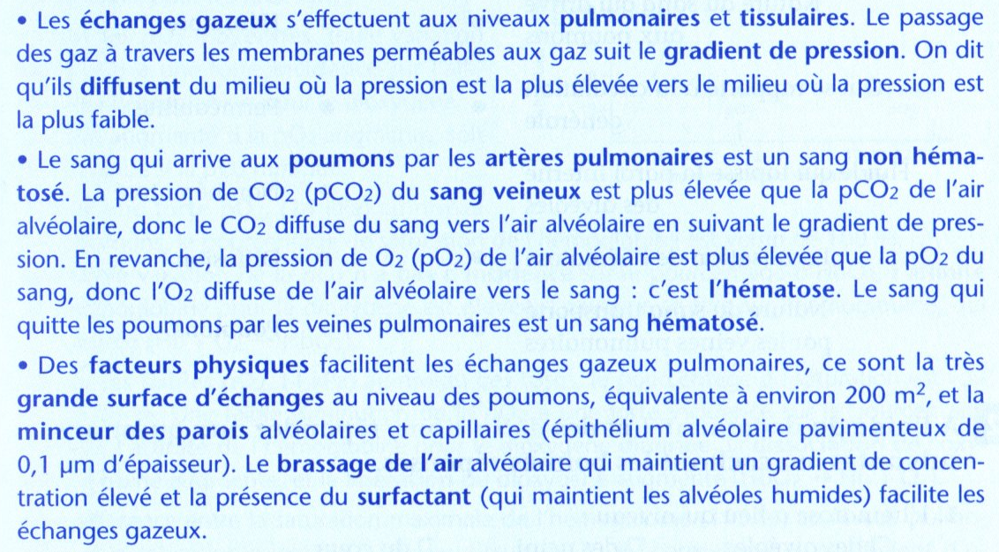 • Les échanges gazeux s'effectuent aux niveaux pulmonaires et tissulaires. Le passage
des gaz à travers les membranes perméables aux gaz suit le gradient de pression. On dit
qu'ils diffusent du milieu où la pression est la plus élevée vers le milieu où la pression est
la plus faible.
• Le sang qui arrive aux poumons par les artères pulmonaires est un sang non héma-
tosé. La pression de CO2 (pCO2) du sang veineux est plus élevée que la pCO2 de l'air
alvéolaire, donc le CO2 diffuse du sang vers l'air alvéolaire en suivant le gradient de pres-
sion. En revanche, la pression de O2 (pO2) de l'air alvéolaire est plus élevée que la pO2 du
sang, donc l'O2 diffuse de l'air alvéolaire vers le sang : c'est l'hématose. Le sang qui
quitte les poumons par les veines pulmonaires est un sang hématosé.
• Des facteurs physiques facilitent les échanges gazeux pulmonaires, ce sont la très
grande surface d'échanges au niveau des poumons, équivalente à environ 200 m², et la
minceur des parois alvéolaires et capillaires (épithélium alvéolaire pavimenteux de
0,1 µm d'épaisseur). Le brassage de l'air alvéolaire qui maintient un gradient de concen-
tration élevé et la présence du surfactant (qui maintient les alvéoles humides) facilite les
échanges gazeux.